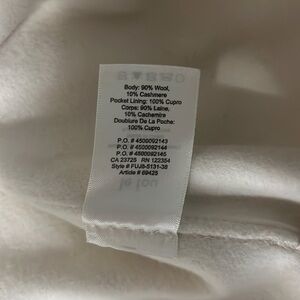 Body: 90% Wool,
10% Cashmere
Pocket Lining: 100% Cupro
Corps: 90% Laine,
10% Cachemire
Doublure De La Poche:
100% Cupro
P.O. # 4500092143
P.O. # 4500092144
P.O. # 4800092145
CA 23725 RN 122354
Style # FUJ8-5131-38
Article # 69425